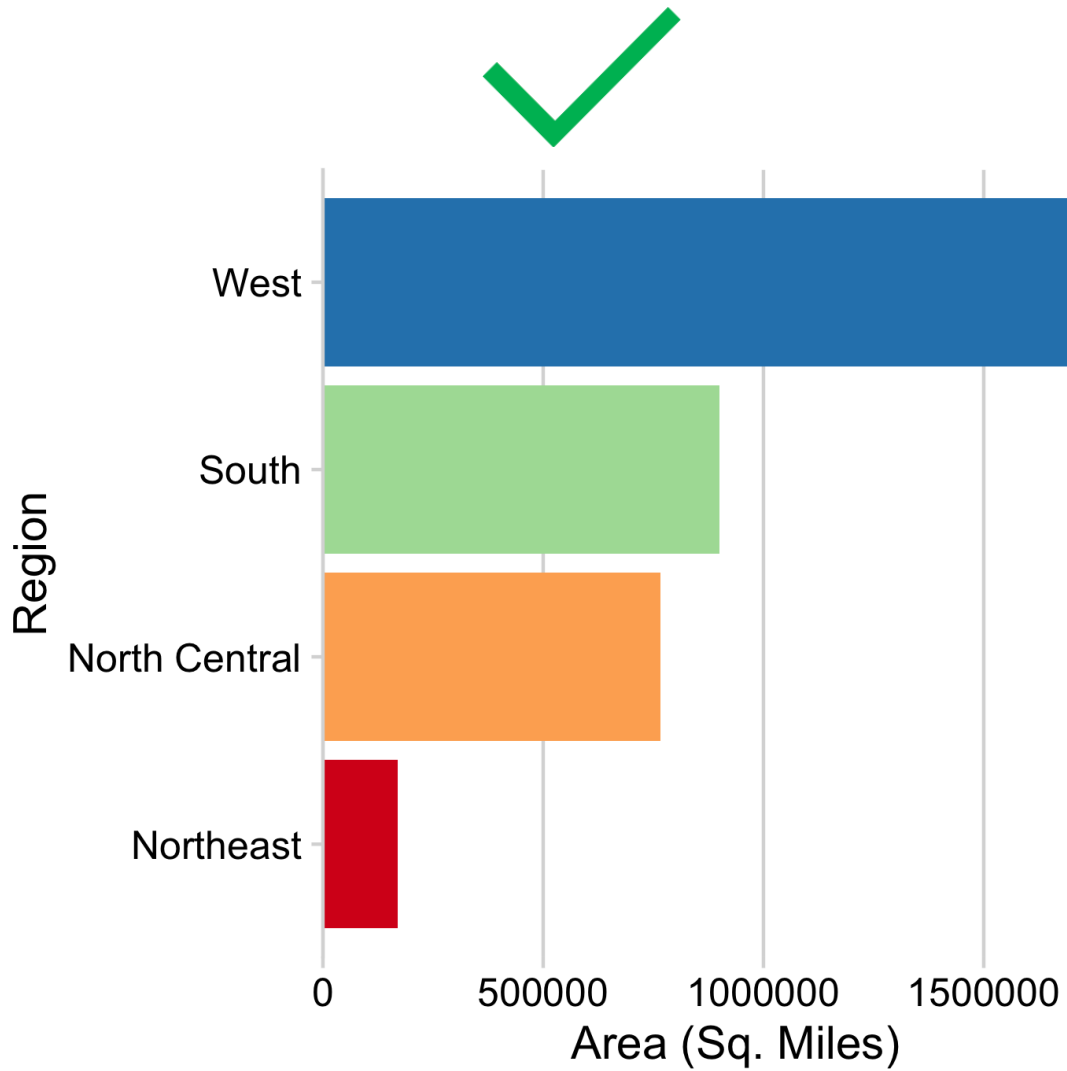 West
South
North Central
Northeast
Region
0 500000 1000000 1500000
Area (Sq. Miles)